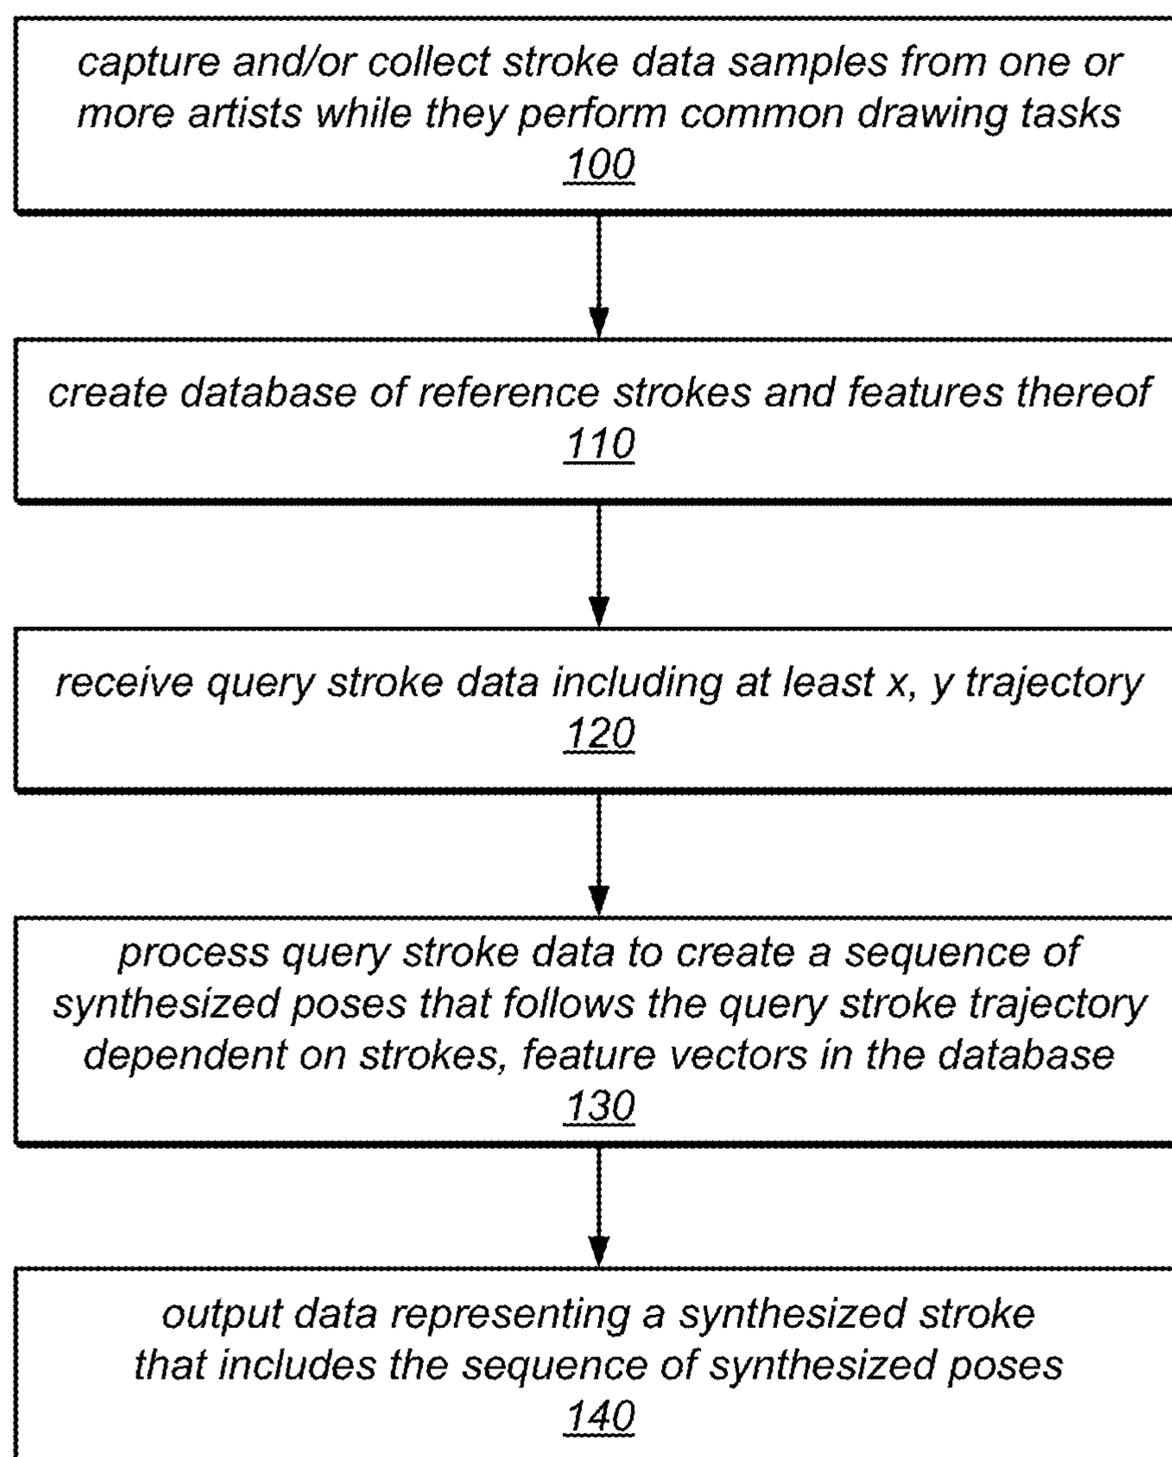 capture and/or collect stroke data samples from one or
more artists while they perform common drawing tasks
100
create database of reference strokes and features thereof
110
receive query stroke data including at least x, y trajectory
120
process query stroke data to create a sequence of
synthesized poses that follows the query stroke trajectory
dependent on strokes, feature vectors in the database
130
output data representing a synthesized stroke
that includes the sequence of synthesized poses
140